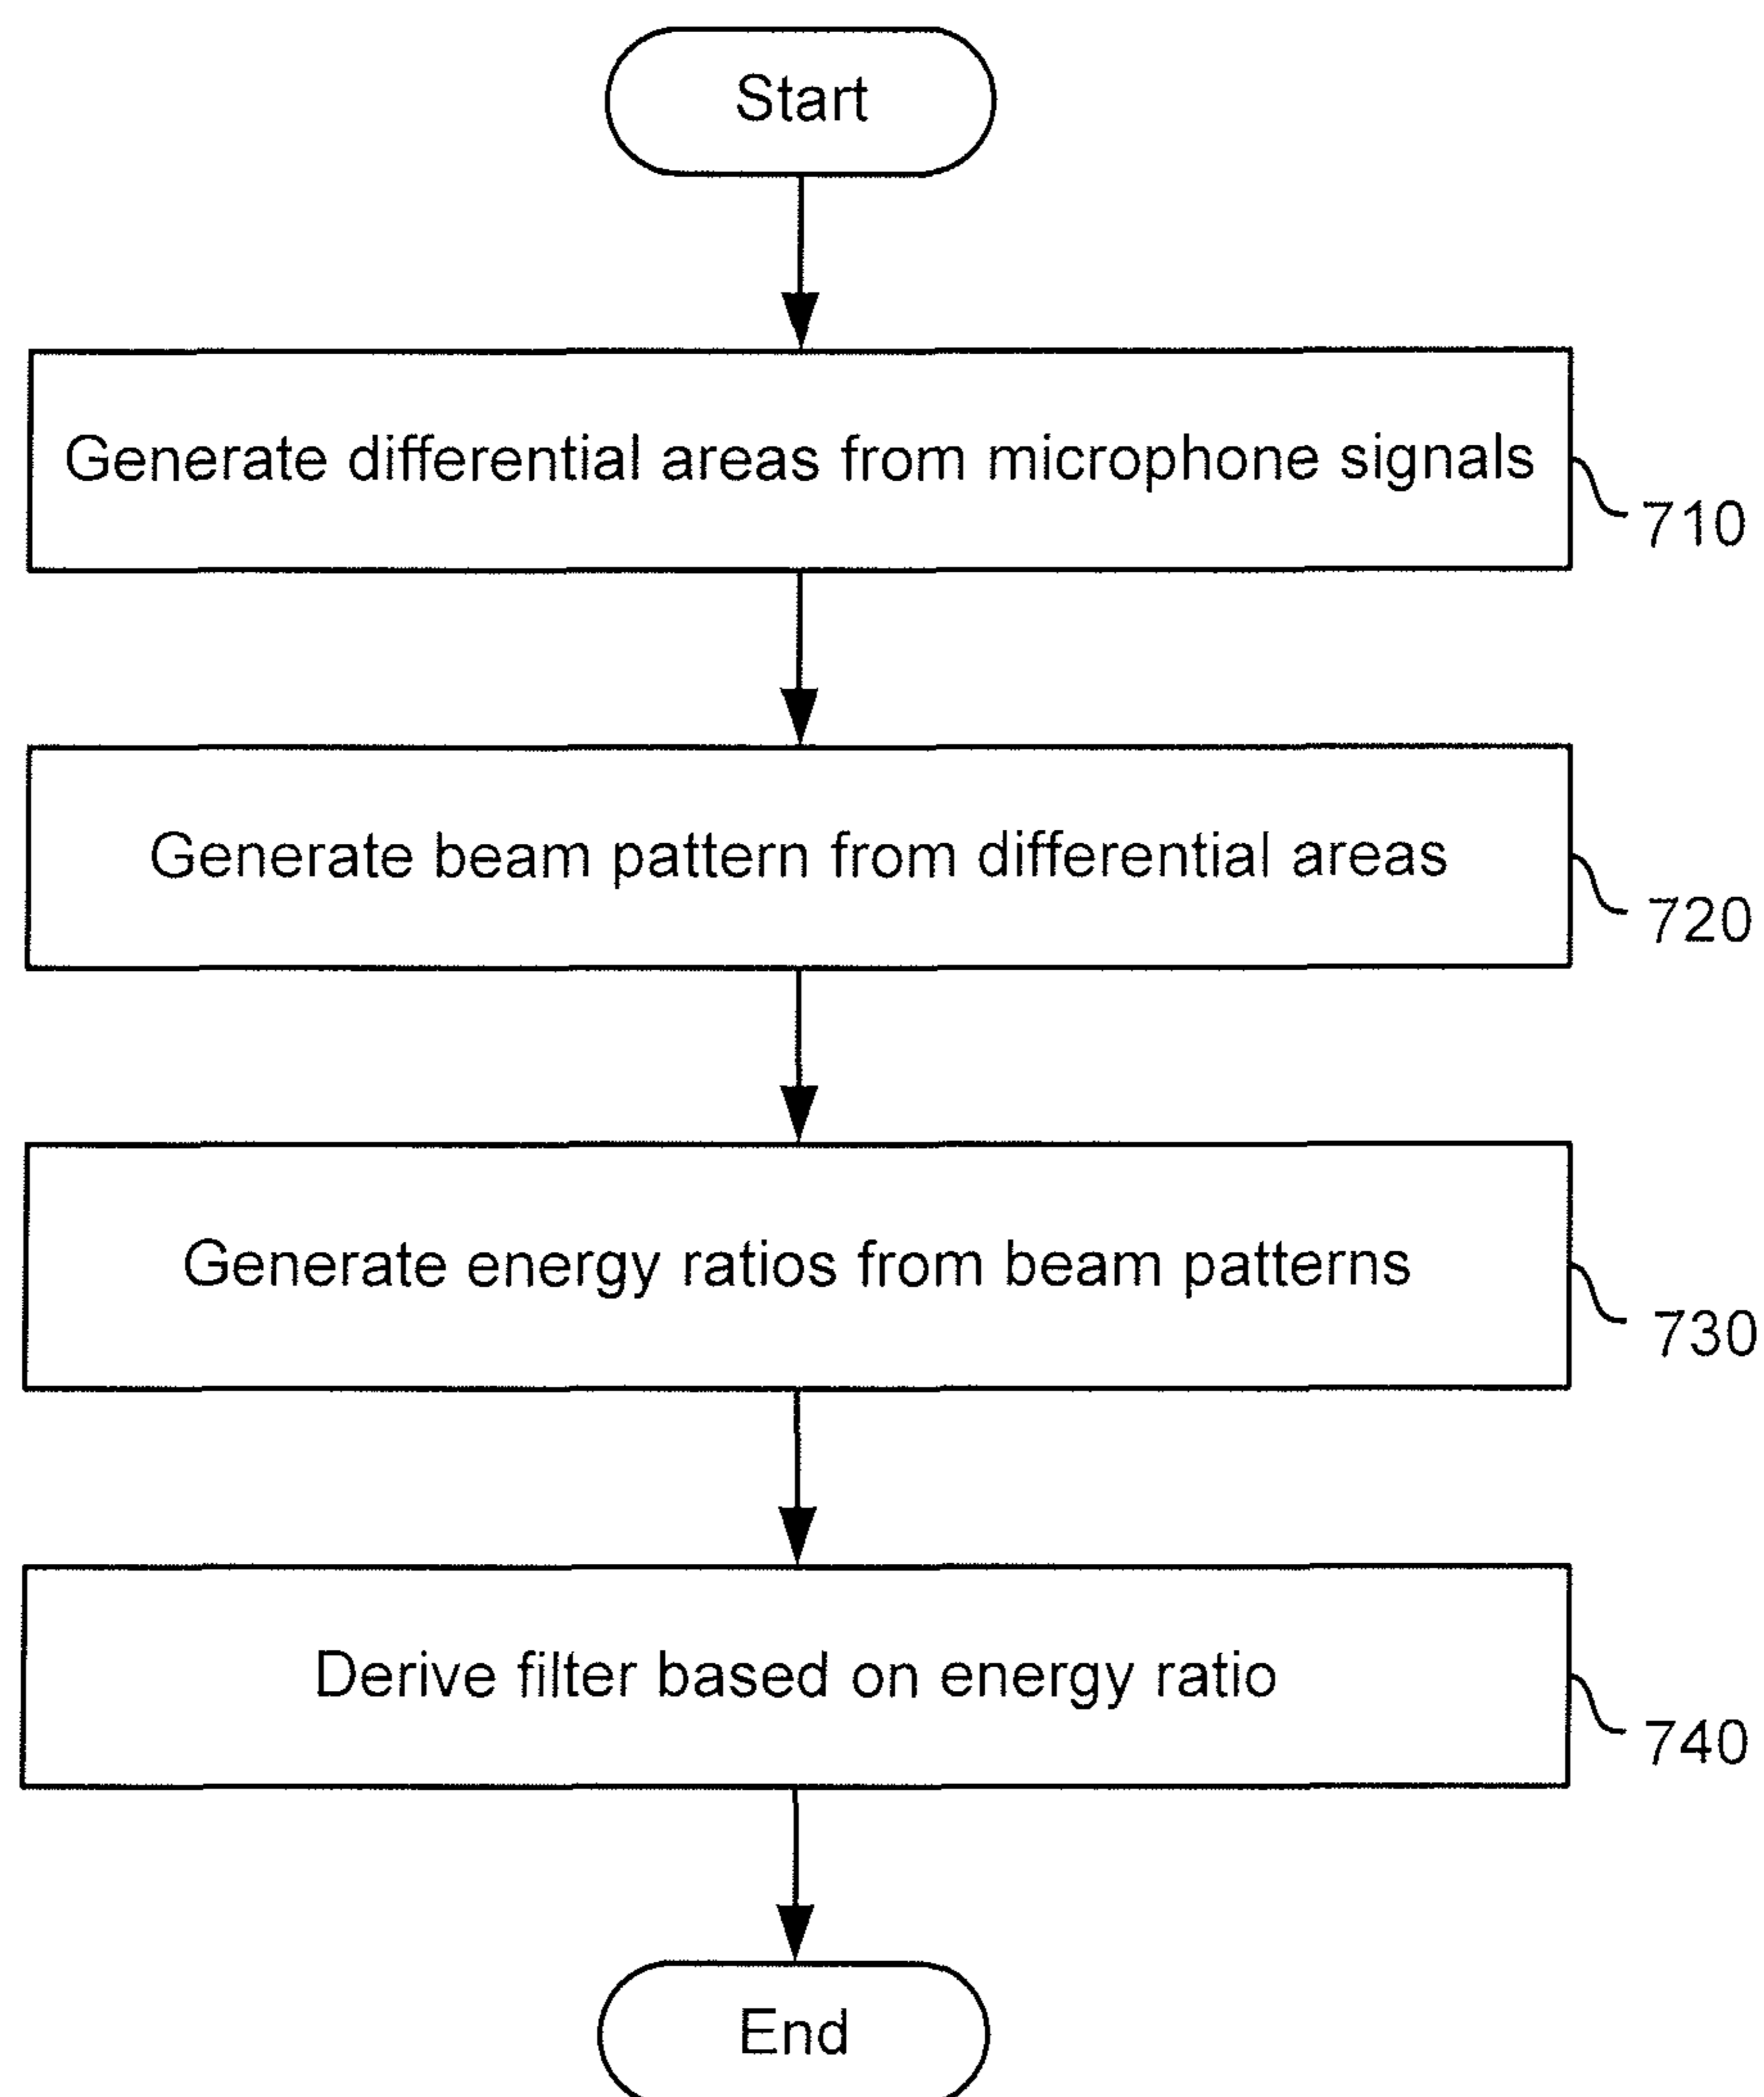 Start
Generate differential areas from microphone signals
710
Generate beam pattern from differential areas
720
Generate energy ratios from beam patterns
730
Derive filter based on energy ratio
740
End